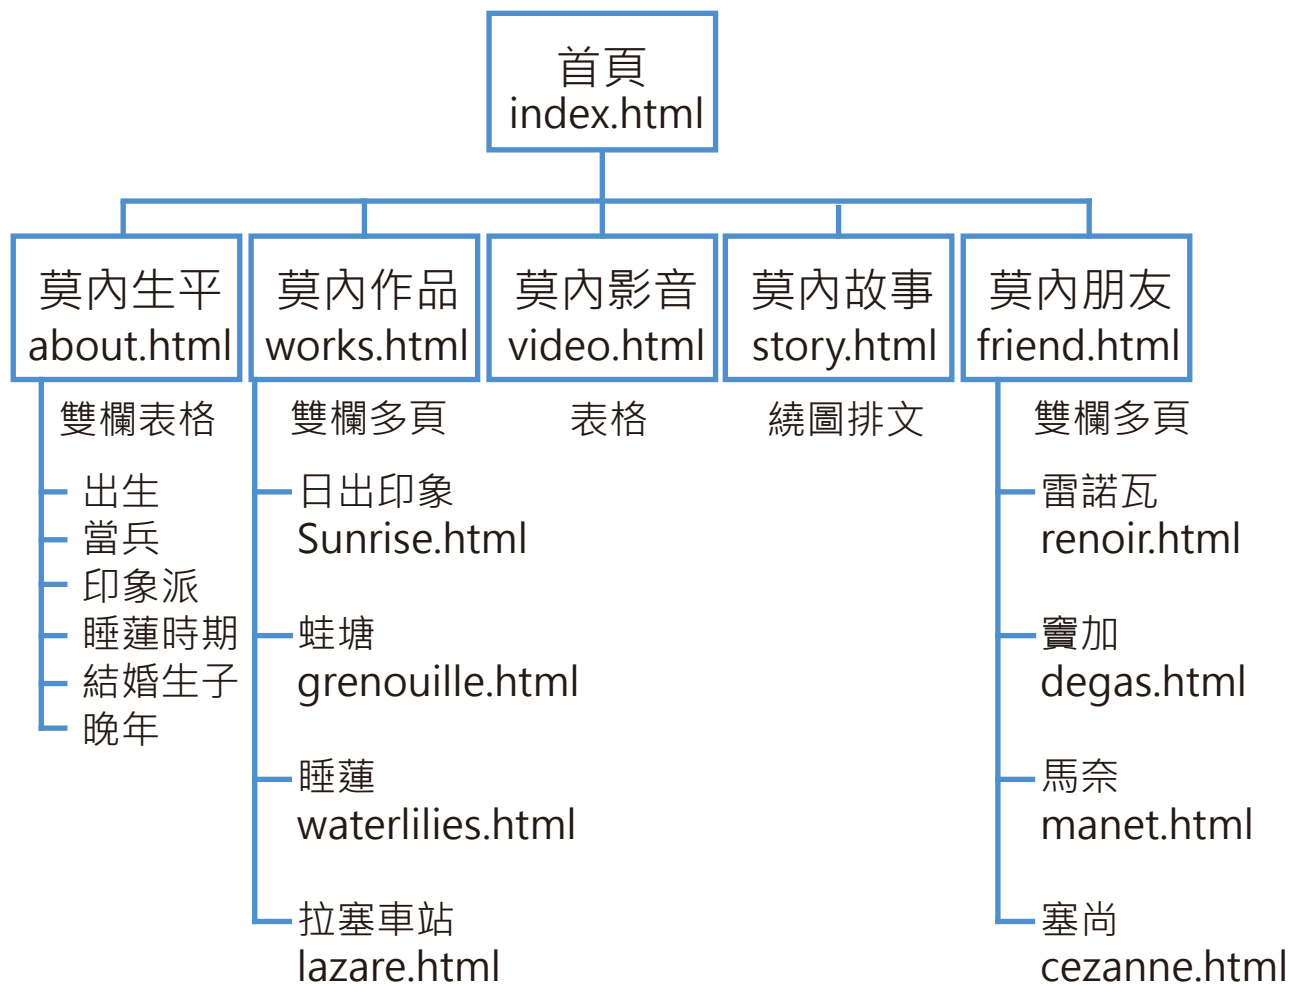 首頁
index.html
莫內生平
about.html
雙欄表格
出生
當兵
印象派
睡蓮時期
結婚生子
晚年
莫內作品
works.html
雙欄多頁
日出印象
Sunrise.html
蛙塘
grenouille.html
睡蓮
waterlilies.html
拉塞車站
lazare.html
莫內影音
video.html
表格
莫內故事
story.html
繞圖排文
莫內朋友
friend.html
雙欄多頁
雷諾瓦
renoir.html
竇加
degas.html
馬奈
manet.html
塞尚
cezanne.html